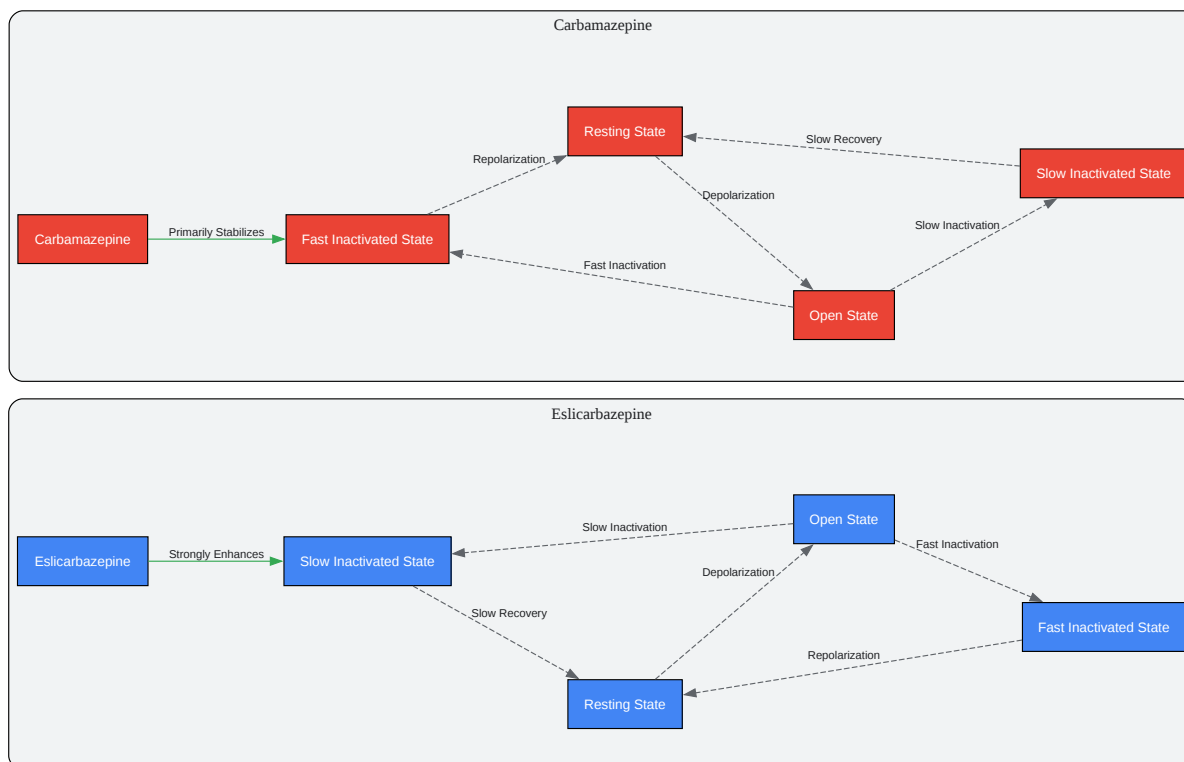 Carbamazepine
Resting State
Slow Recovery
Repolarization
Slow Inactivated State
Depolarization
Carbamazepine
Primarily Stabilizes
Fast Inactivated State
Slow Inactivation
Fast Inactivation
Open State
Eslicarbazepine
Open State
Slow Inactivation
Fast Inactivation
Eslicarbazepine
Strongly Enhances
Slow Inactivated State
Depolarization
Slow Recovery
Fast Inactivated State
Repolarization
Resting State